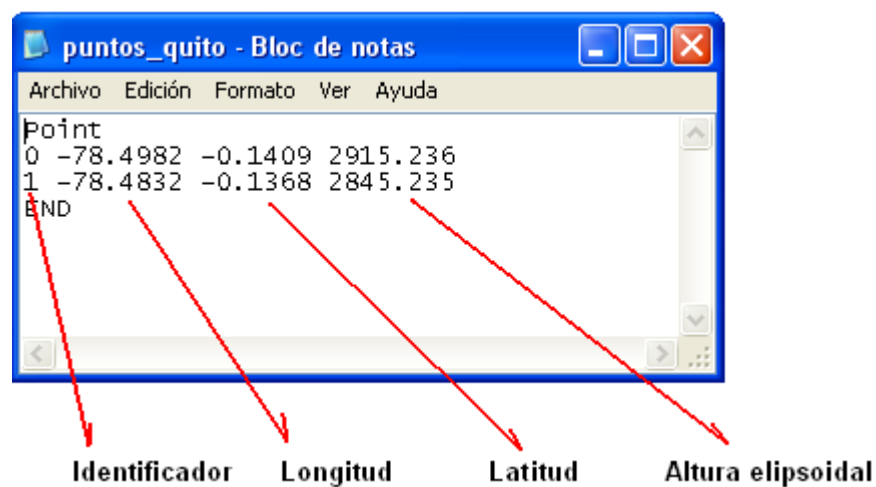 puntos_quito - Bloc de notas
Archivo Edición Formato Ver Ayuda
Point
0 -78.4982 -0.1409 2915.236
1 -78.4832 -0.1368 2845.235
END
Identificador Longitud Latitud Altura elipsoidal